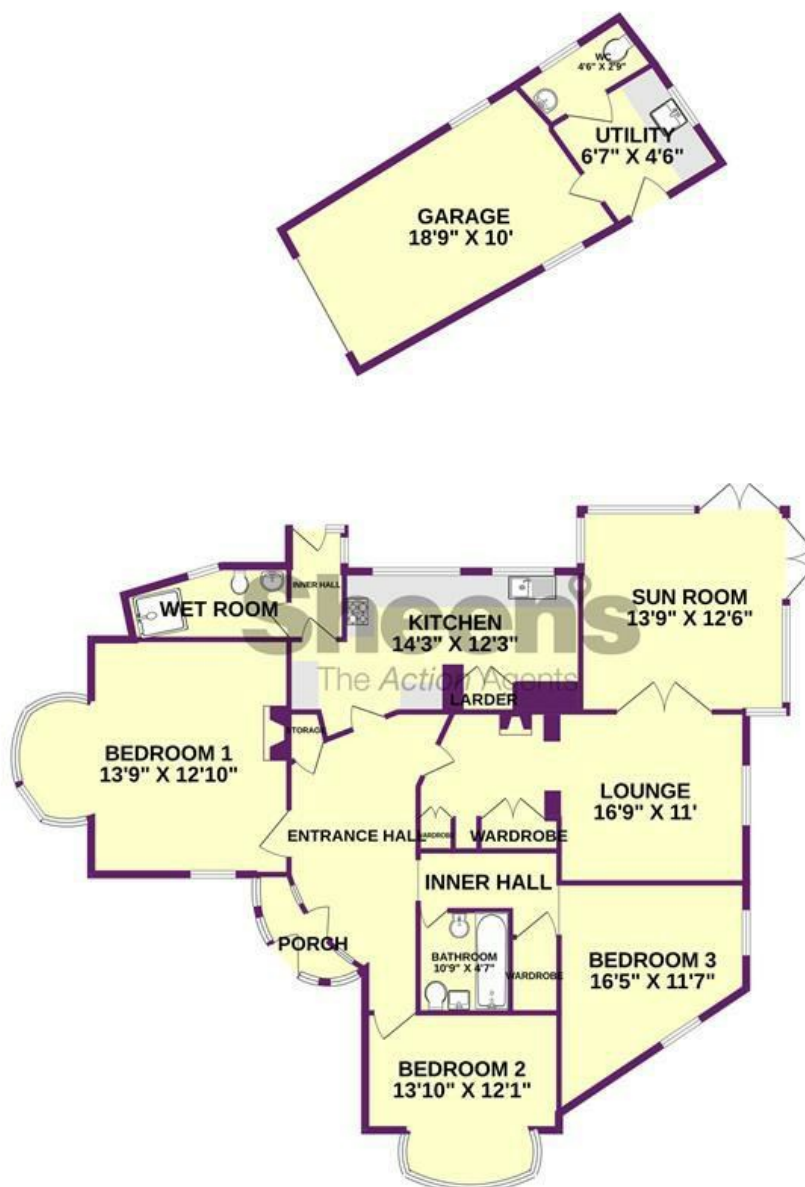 WC
4'6" X 2'9"
UTILITY
6'7" X 4'6"
GARAGE
18'9" X 10'
INNER HALL
WET ROOM
KITCHEN
14'3" X 12'3"
SUN ROOM
13'9" X 12'6"
Sheen's
The Action Agents
LARDER
STORAGE
BEDROOM 1
13'9" X 12'10"
LOUNGE
16'9" X 11'
ENTRANCE HALL
WARDROBE
WARDROBE
INNER HALL
PORCH
BATHROOM
10'9" X 4'7"
WARDROBE
BEDROOM 3
16'5" X 11'7"
BEDROOM 2
13'10" X 12'1"